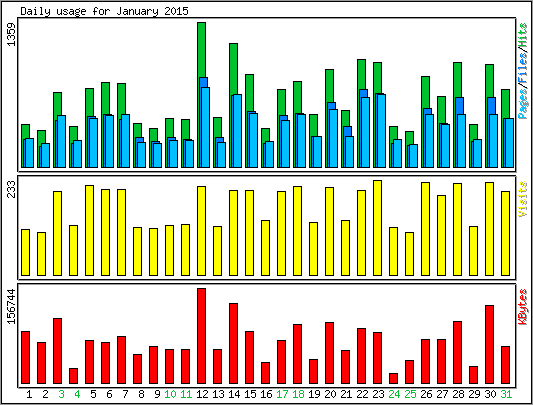 Daily usage for January 2015
1359
Pages/Files/Hits
233
Visits
156744
KBytes
1 2 3 4 5 6 7 8 9 10 11 12 13 14 15 16 17 18 19 20 21 22 23 24 25 26 27 28 29 30 31